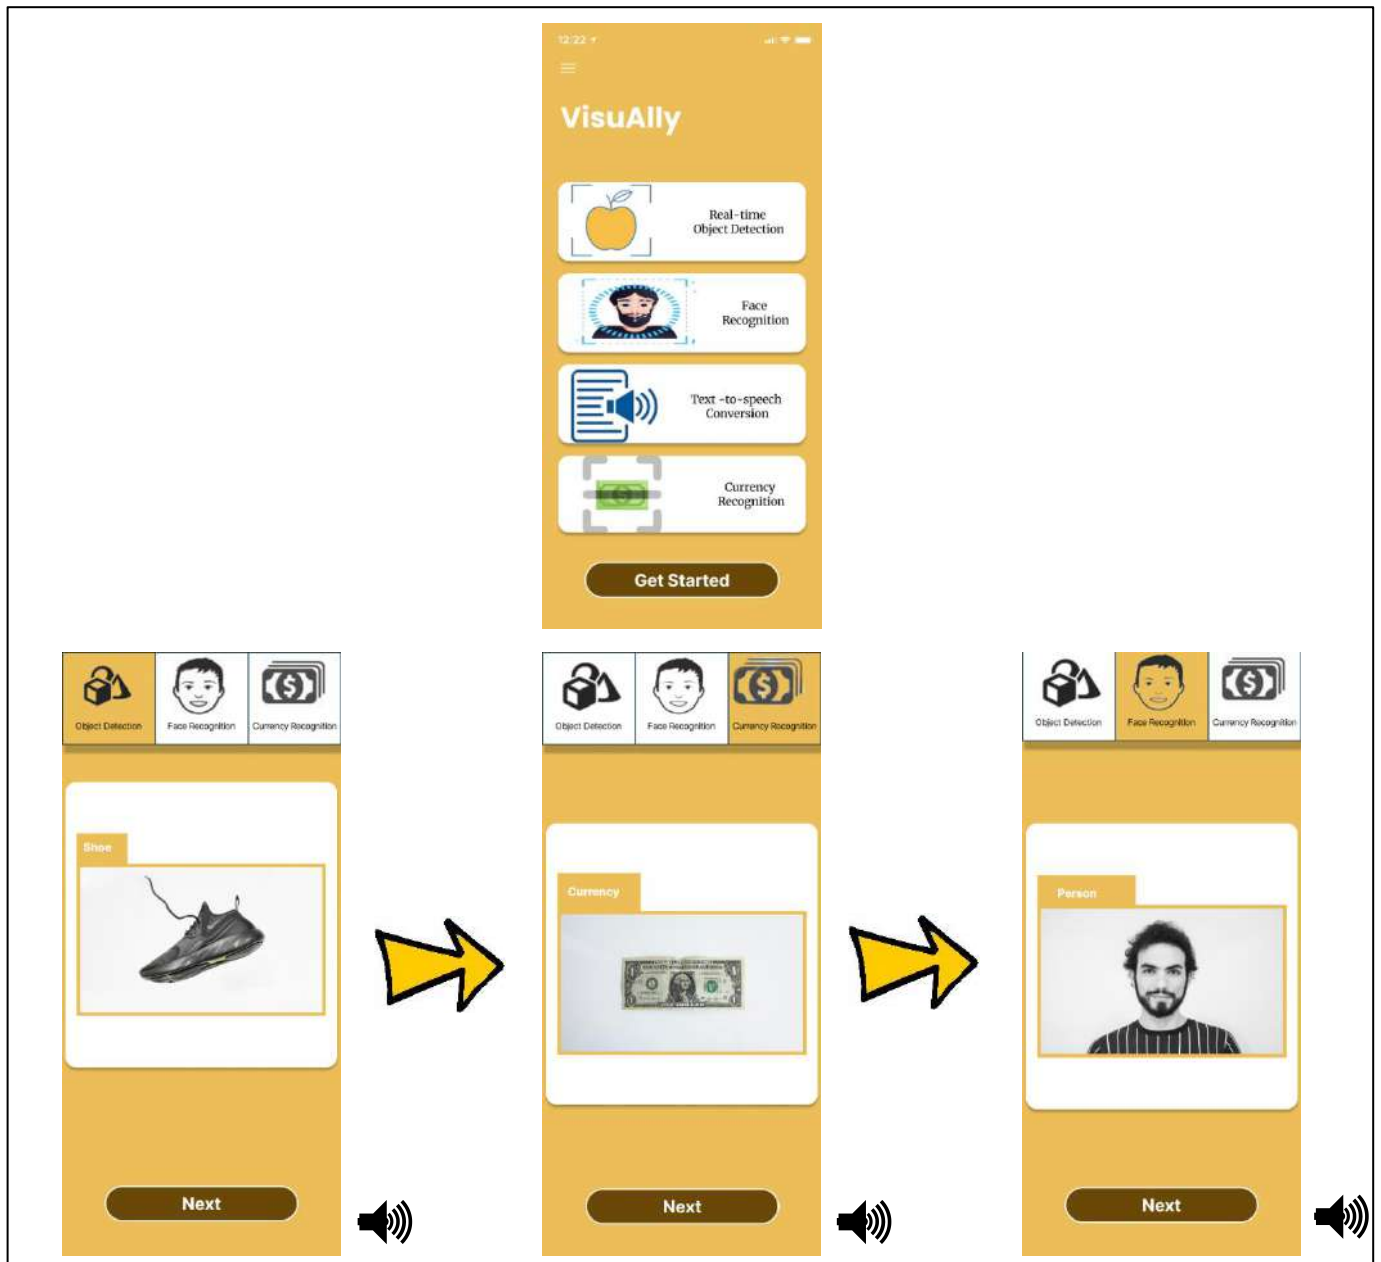 12:22
VisuAlly
Real-time
Object Detection
Face
Recognition
Text -to-speech
Conversion
Currency
Recognition
Get Started
Object Detection
Face Recognition
Currency Recognition
Shoe
Next
Object Detection
Face Recognition
Currency Recognition
Currency
Next
Object Detection
Face Recognition
Currency Recognition
Person
Next